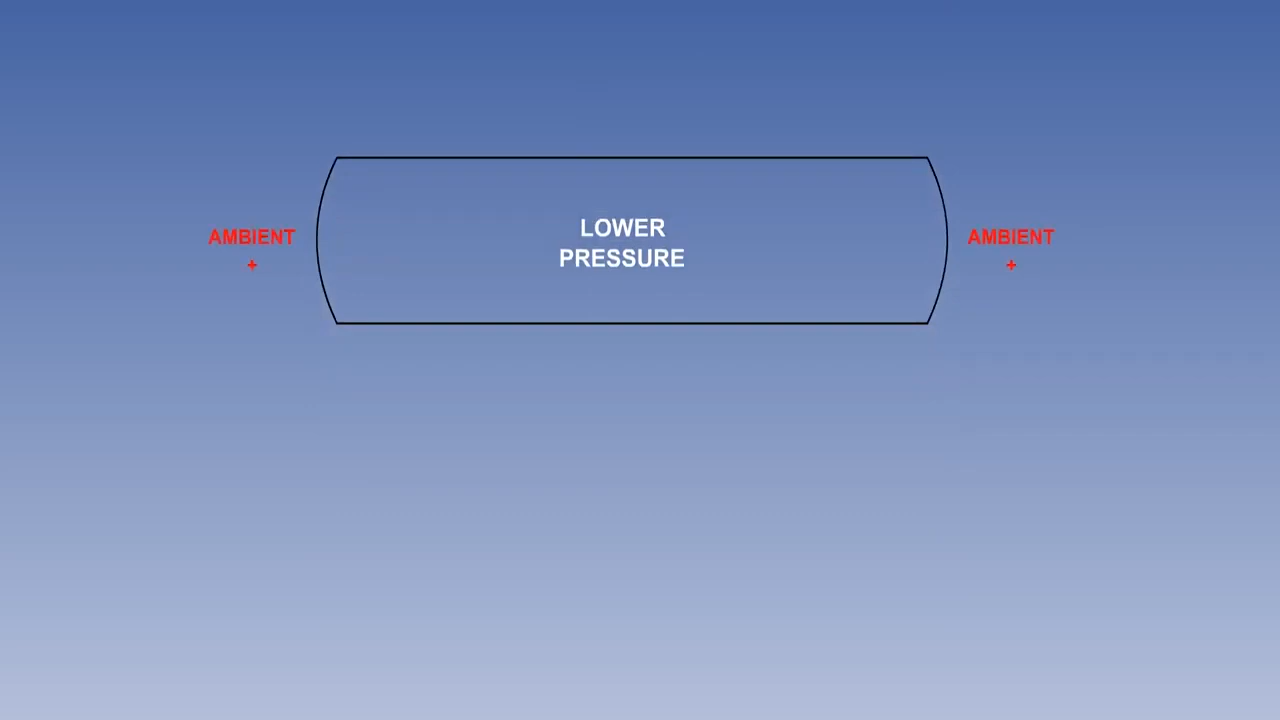 LOWER
PRESSURE
AMBIENT
+
AMBIENT
+